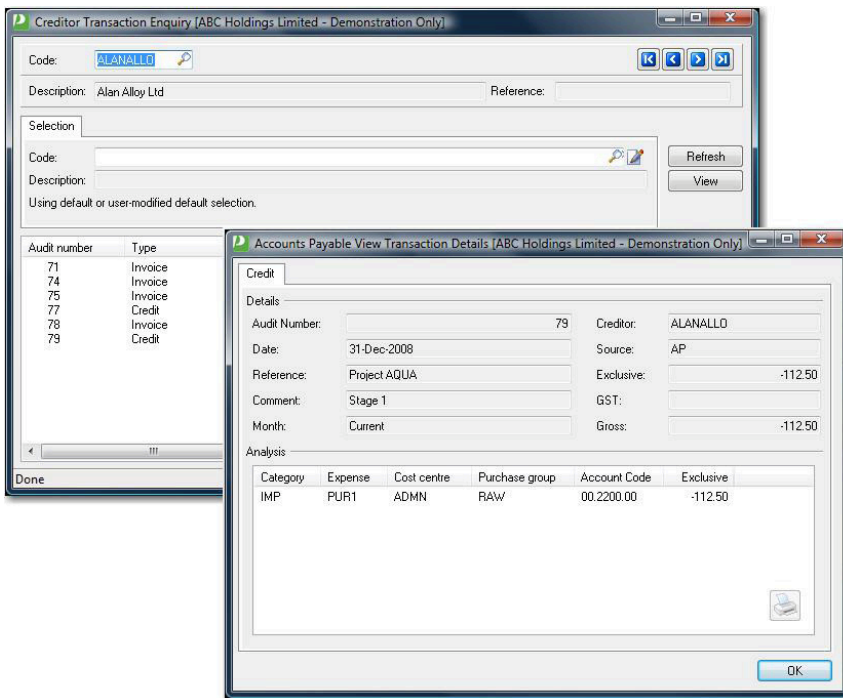 Creditor Transaction Enquiry [ABC Holdings Limited - Demonstration Only]
Code: ALANALLO
Description: Alan Alloy Ltd Reference:
Selection
Code:
Refresh
Description:
View
Using default or user-modified default selection.
Audit number Type
71 Invoice
74 Invoice
75 Invoice
77 Credit
78 Invoice
79 Credit
Done
Accounts Payable View Transaction Details [ABC Holdings Limited - Demonstration Only]
Credit
Details
Audit Number: 79 Creditor: ALANALLO
Date: 31-Dec-2008 Source: AP
Reference: Project AQUA Exclusive: -112.50
Comment: Stage 1 GST:
Month: Current Gross: -112.50
Analysis
Category Expense Cost centre Purchase group Account Code Exclusive
IMP PUR1 ADMN RAW 00.2200.00 -112.50
OK